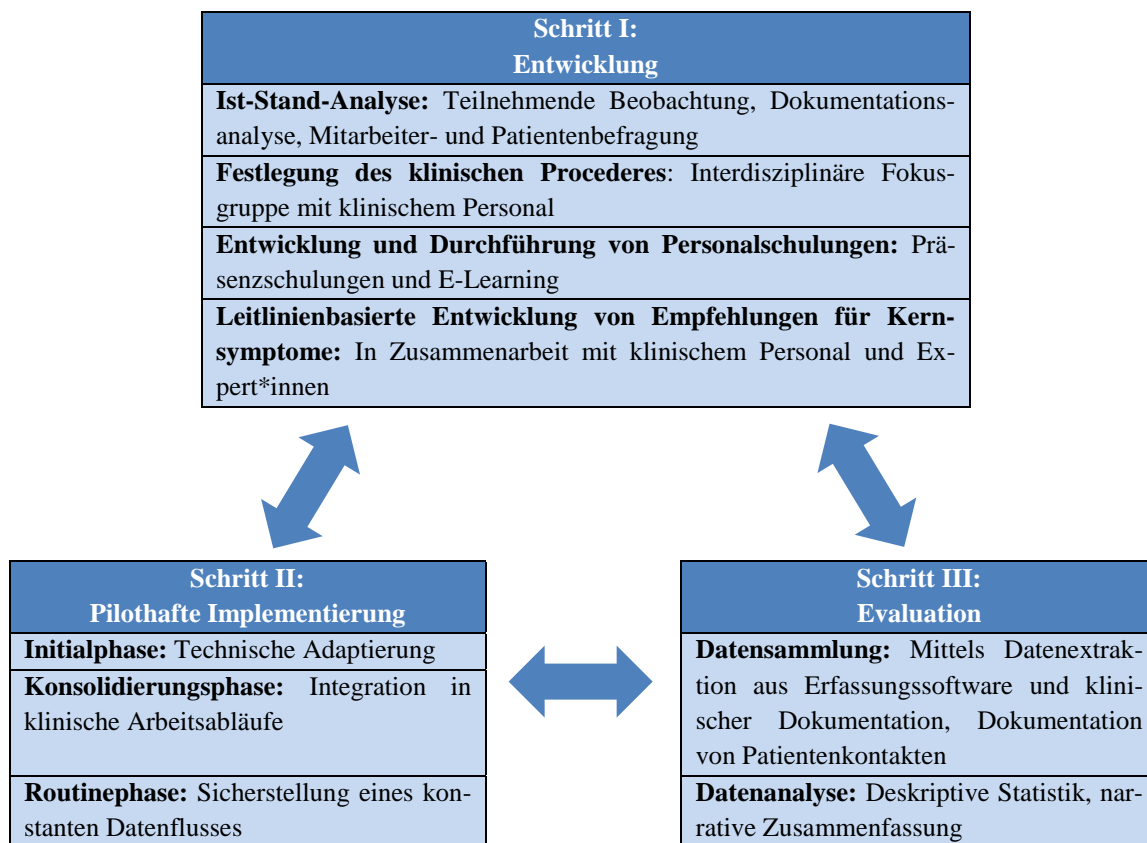 Schritt I:
Entwicklung
Ist-Stand-Analyse: Teilnehmende Beobachtung, Dokumentations-
analyse, Mitarbeiter- und Patientenbefragung
Festlegung des klinischen Procederes: Interdisziplinäre Fokus-
gruppe mit klinischem Personal
Entwicklung und Durchführung von Personalschulungen: Prä-
senzschulungen und E-Learning
Leitlinienbasierte Entwicklung von Empfehlungen für Kern-
symptome: In Zusammenarbeit mit klinischem Personal und Ex-
pert*innen
Schritt II:
Pilothafte Implementierung
Initialphase: Technische Adaptierung
Konsolidierungsphase: Integration in
klinische Arbeitsabläufe
Routinephase: Sicherstellung eines kon-
stanten Datenflusses
Schritt III:
Evaluation
Datensammlung: Mittels Datenextrak-
tion aus Erfassungssoftware und klini-
scher Dokumentation, Dokumentation
von Patientenkontakten
Datenanalyse: Deskriptive Statistik, nar-
rative Zusammenfassung